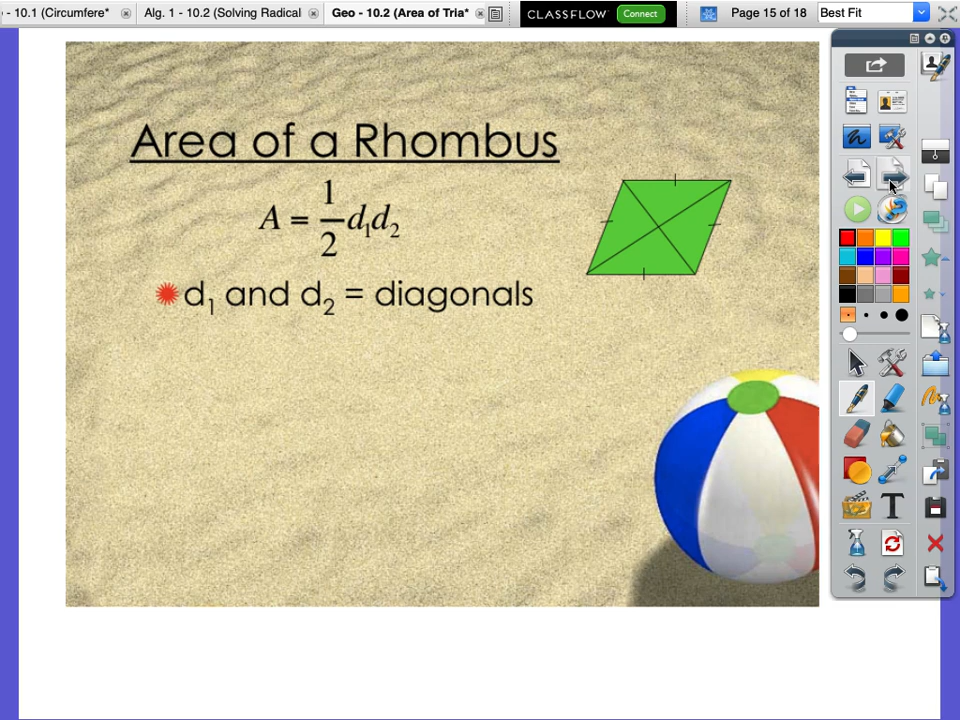 - 10.1 (Circumfere* Alg. 1 - 10.2 (Solving Radical Geo - 10.2 (Area of Tria* CLASSFLOW Connect Page 15 of 18 Best Fit
Area of a Rhombus
A = 1/2 d₁d₂
d₁ and d₂ = diagonals
T